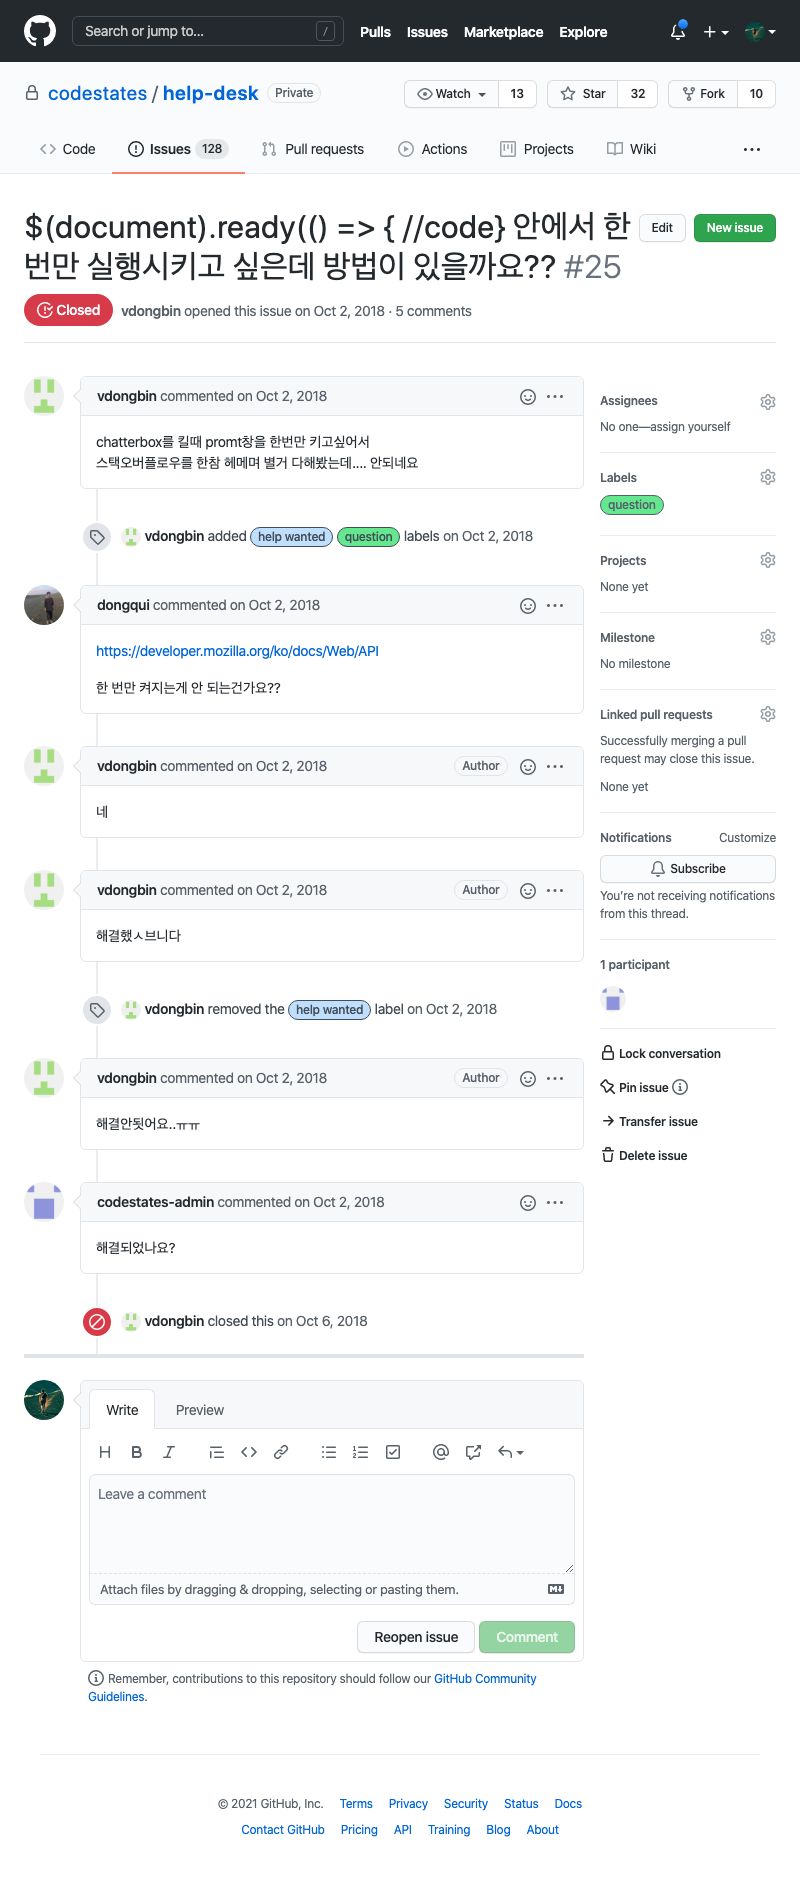 Search or jump to...
/
Pulls
Issues
Marketplace
Explore
codestates / help-desk
Private
Watch
13
Star
32
Fork
10
Code
Issues 128
Pull requests
Actions
Projects
Wiki
$(document).ready(() => { //code} 안에서 한
번만 실행시키고 싶은데 방법이 있을까요?? #25
Edit
New issue
Closed
vdongbin opened this issue on Oct 2, 2018 · 5 comments
vdongbin commented on Oct 2, 2018
chatterbox를 킬때 promt창을 한번만 키고싶어서
스택오버플로우를 한참 헤메며 별거 다해봤는데.... 안되네요
vdongbin added help wanted question labels on Oct 2, 2018
dongqui commented on Oct 2, 2018
https://developer.mozilla.org/ko/docs/Web/API
한 번만 켜지는게 안 되는건가요??
vdongbin commented on Oct 2, 2018
Author
네
vdongbin commented on Oct 2, 2018
Author
해결했ㅅ브니다
vdongbin removed the help wanted label on Oct 2, 2018
vdongbin commented on Oct 2, 2018
Author
해결안됫어요..ㅠㅠ
codestates-admin commented on Oct 2, 2018
해결되었나요?
vdongbin closed this on Oct 6, 2018
Assignees
No one—assign yourself
Labels
question
Projects
None yet
Milestone
No milestone
Linked pull requests
Successfully merging a pull
request may close this issue.
None yet
Notifications
Customize
Subscribe
You're not receiving notifications
from this thread.
1 participant
Lock conversation
Pin issue
Transfer issue
Delete issue
Write
Preview
Leave a comment
Attach files by dragging & dropping, selecting or pasting them.
Reopen issue
Comment
Remember, contributions to this repository should follow our GitHub Community
Guidelines.
© 2021 GitHub, Inc.
Terms
Privacy
Security
Status
Docs
Contact GitHub
Pricing
API
Training
Blog
About